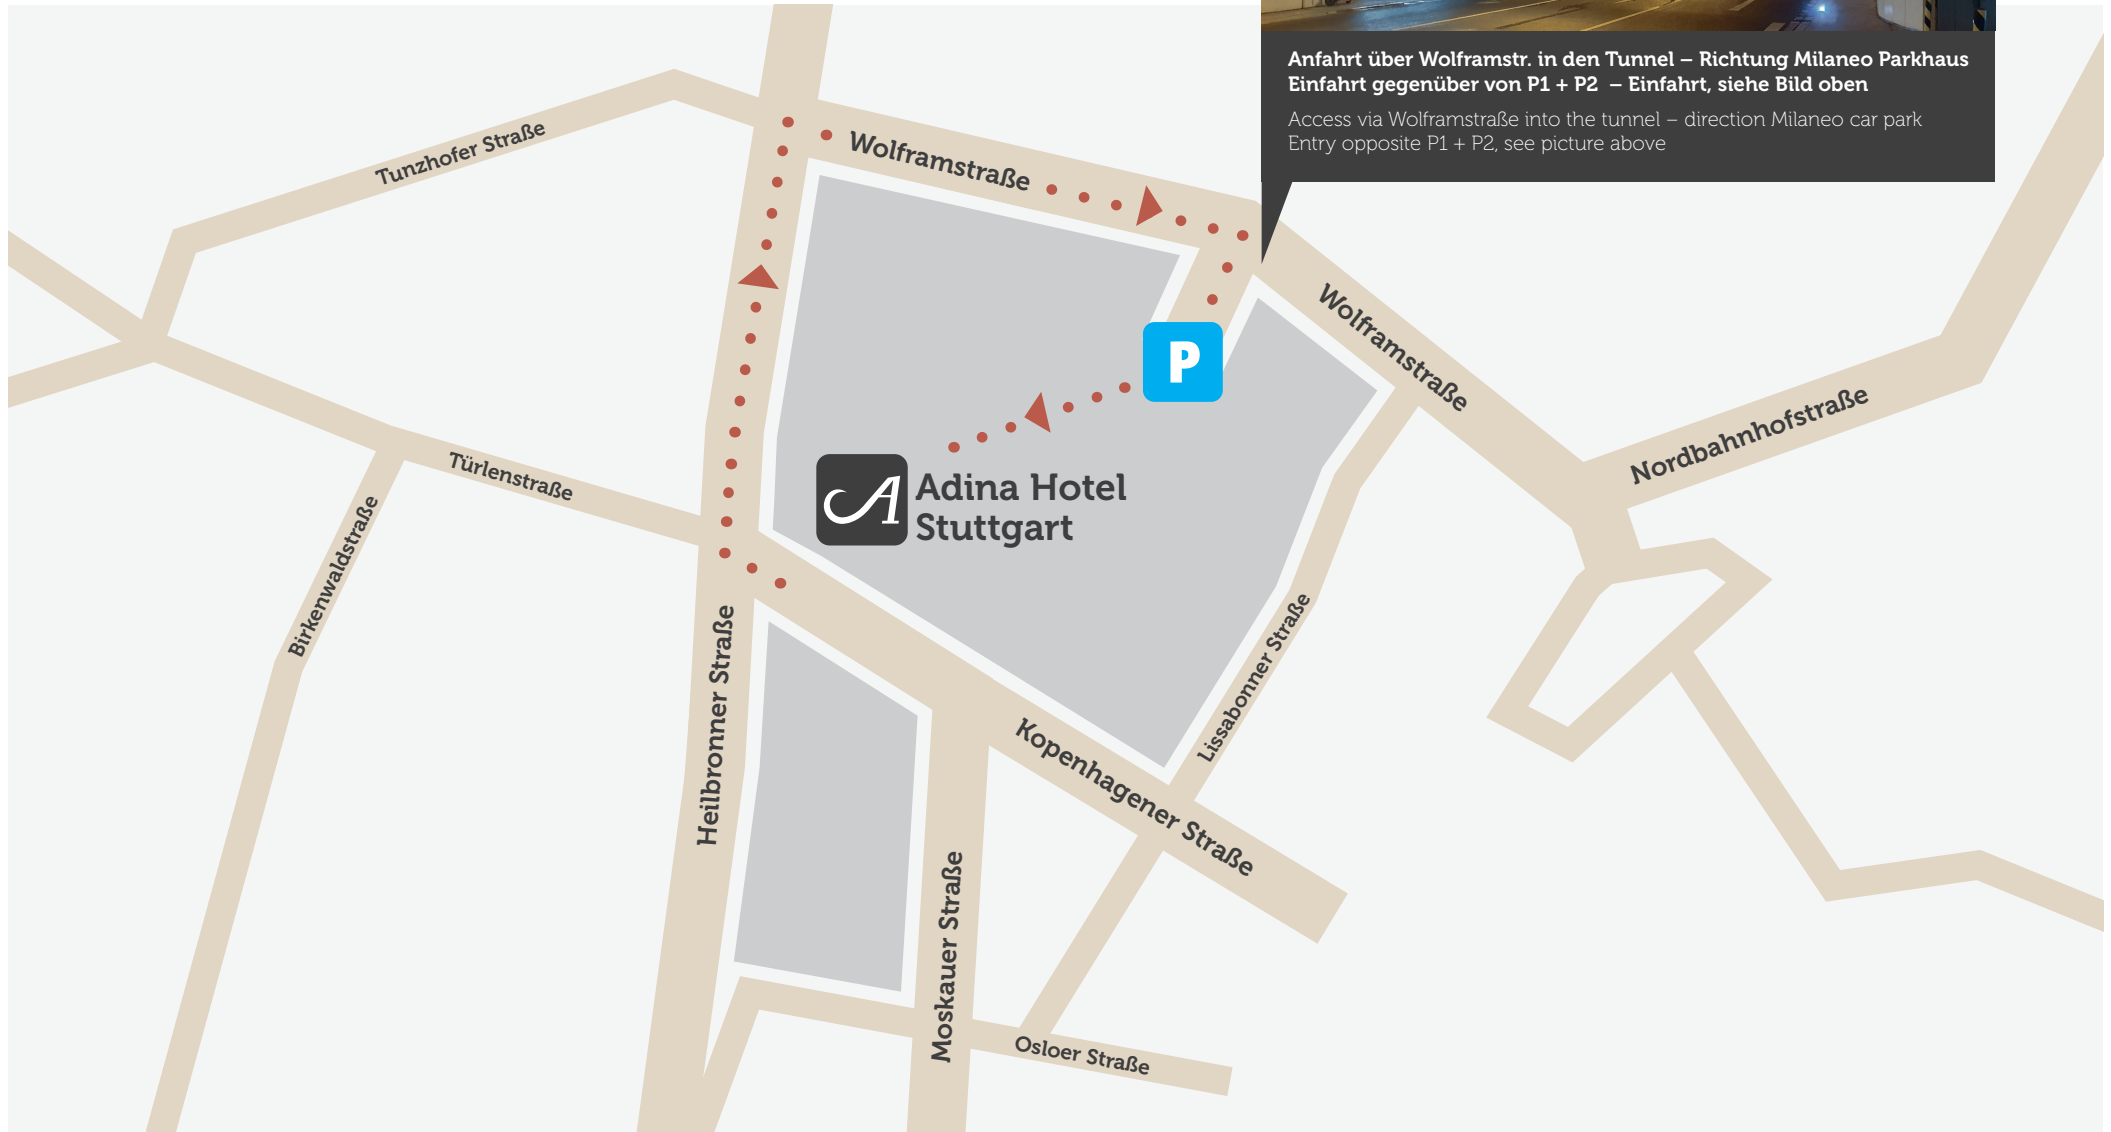 Anfahrt über Wolframstr. in den Tunnel – Richtung Milaneo Parkhaus
Einfahrt gegenüber von P1 + P2  – Einfahrt, siehe Bild oben
Access via Wolframstraße into the tunnel – direction Milaneo car park
Entry opposite P1 + P2, see picture above
Tunzhofer Straße
Wolframstraße
Wolframstraße
P
Nordbahnhofstraße
Türlenstraße
A Adina Hotel
Stuttgart
Birkenwaldstraße
Heilbronner Straße
Lissabonner Straße
Kopenhagener Straße
Moskauer Straße
Osloer Straße